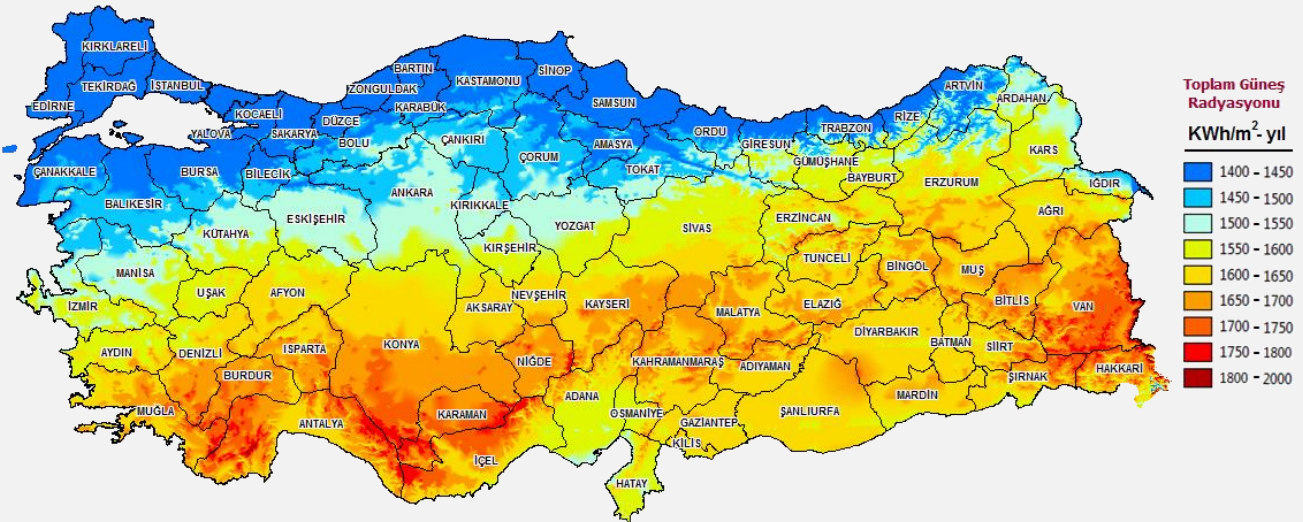 KIRKLARELİ
TEKİRDAĞ
İSTANBUL
EDİRNE
KOCAELİ
YALOVA
SAKARYA
DÜZCE
BOLU
ZONGULDAK
BARTIN
KARABÜK
KASTAMONU
SİNOP
SAMSUN
ÇANKIRI
ÇORUM
AMASYA
TOKAT
ORDU
GİRESUN
TRABZON
RİZE
ARTVİN
ARDAHAN
GÜMÜŞHANE
BAYBURT
ERZURUM
KARS
IĞDIR
AĞRI
ÇANAKKALE
BALIKESİR
BURSA
BİLECİK
ESKİŞEHİR
KÜTAHYA
ANKARA
KIRIKKALE
KIRŞEHİR
YOZGAT
SİVAS
ERZİNCAN
TUNCELİ
BİNGÖL
MUŞ
BİTLİS
VAN
MANİSA
İZMİR
UŞAK
AFYON
AKSARAY
NEVŞEHİR
KAYSERİ
MALATYA
ELAZIĞ
DİYARBAKIR
BATMAN
SİİRT
ŞIRNAK
HAKKARİ
AYDIN
DENİZLİ
ISPARTA
BURDUR
KONYA
NİĞDE
KAHRAMANMARAŞ
ADIYAMAN
MARDİN
MUĞLA
ANTALYA
KARAMAN
İÇEL
ADANA
OSMANİYE
GAZİANTEP
KİLİS
ŞANLIURFA
HATAY
Toplam Güneş
Radyasyonu
KWh/m²- yıl
1400 - 1450
1450 - 1500
1500 - 1550
1550 - 1600
1600 - 1650
1650 - 1700
1700 - 1750
1750 - 1800
1800 - 2000